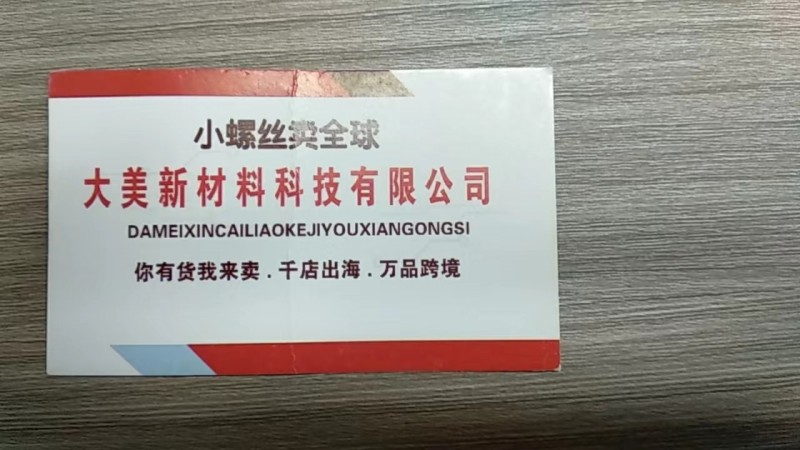 小螺丝卖全球
大美新材料科技有限公司
DAMEIXINCAILIAOKEJIYOUXIANGONGSI
你有货我来卖.千店出海.万品跨境